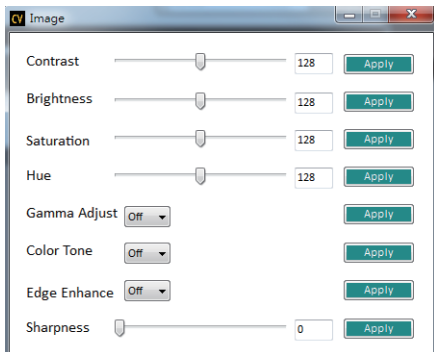 CV Image
Contrast 128 Apply
Brightness 128 Apply
Saturation 128 Apply
Hue 128 Apply
Gamma Adjust Off Apply
Color Tone Off Apply
Edge Enhance Off Apply
Sharpness 0 Apply